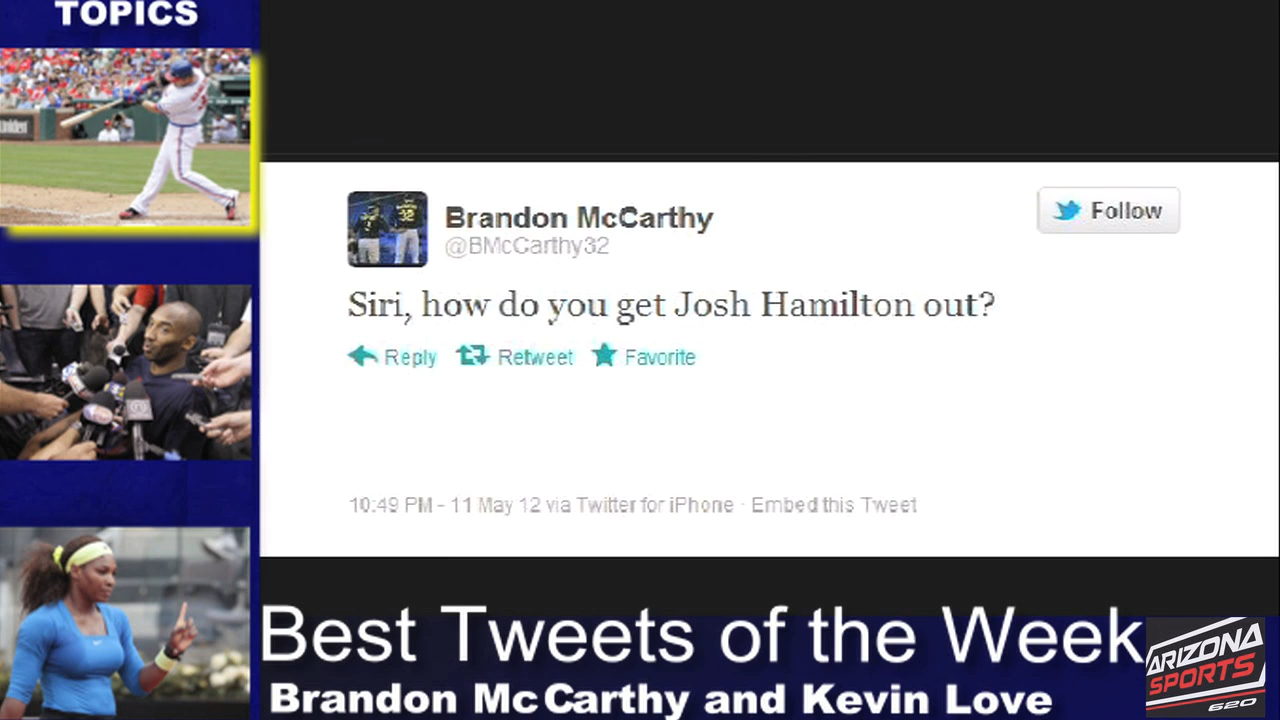 TOPICS
Brandon McCarthy
@BMcCarthy32
Follow
Siri, how do you get Josh Hamilton out?
Reply Retweet Favorite
10:49 PM - 11 May 12 via Twitter for iPhone · Embed this Tweet
Best Tweets of the Week
Brandon McCarthy and Kevin Love
ARIZONA
SPORTS
620